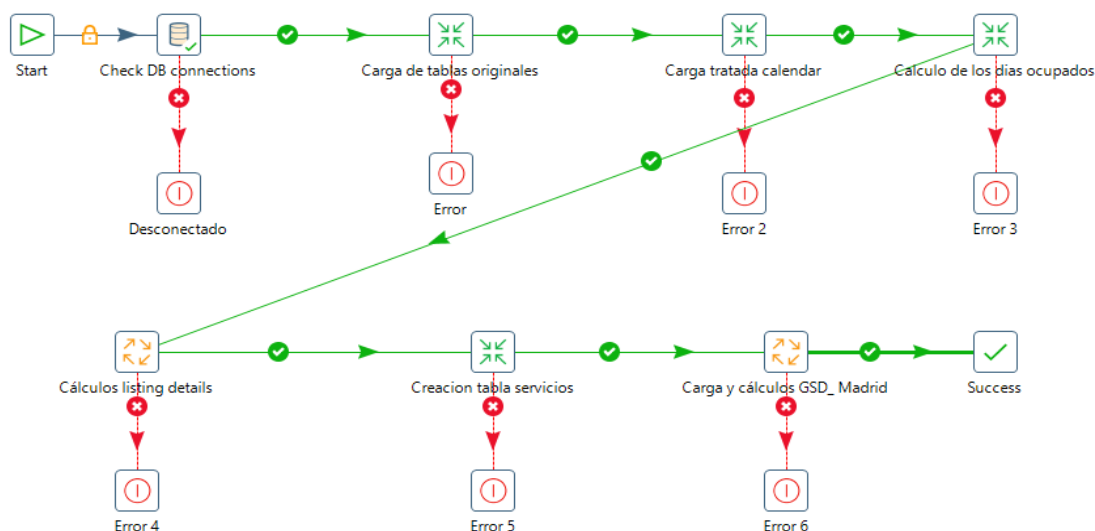 Start
Check DB connections
Carga de tablas originales
Carga tratada calendar
Calculo de los dias ocupados
Desconectado
Error
Error 2
Error 3
Cálculos listing details
Creacion tabla servicios
Carga y cálculos GSD_ Madrid
Success
Error 4
Error 5
Error 6